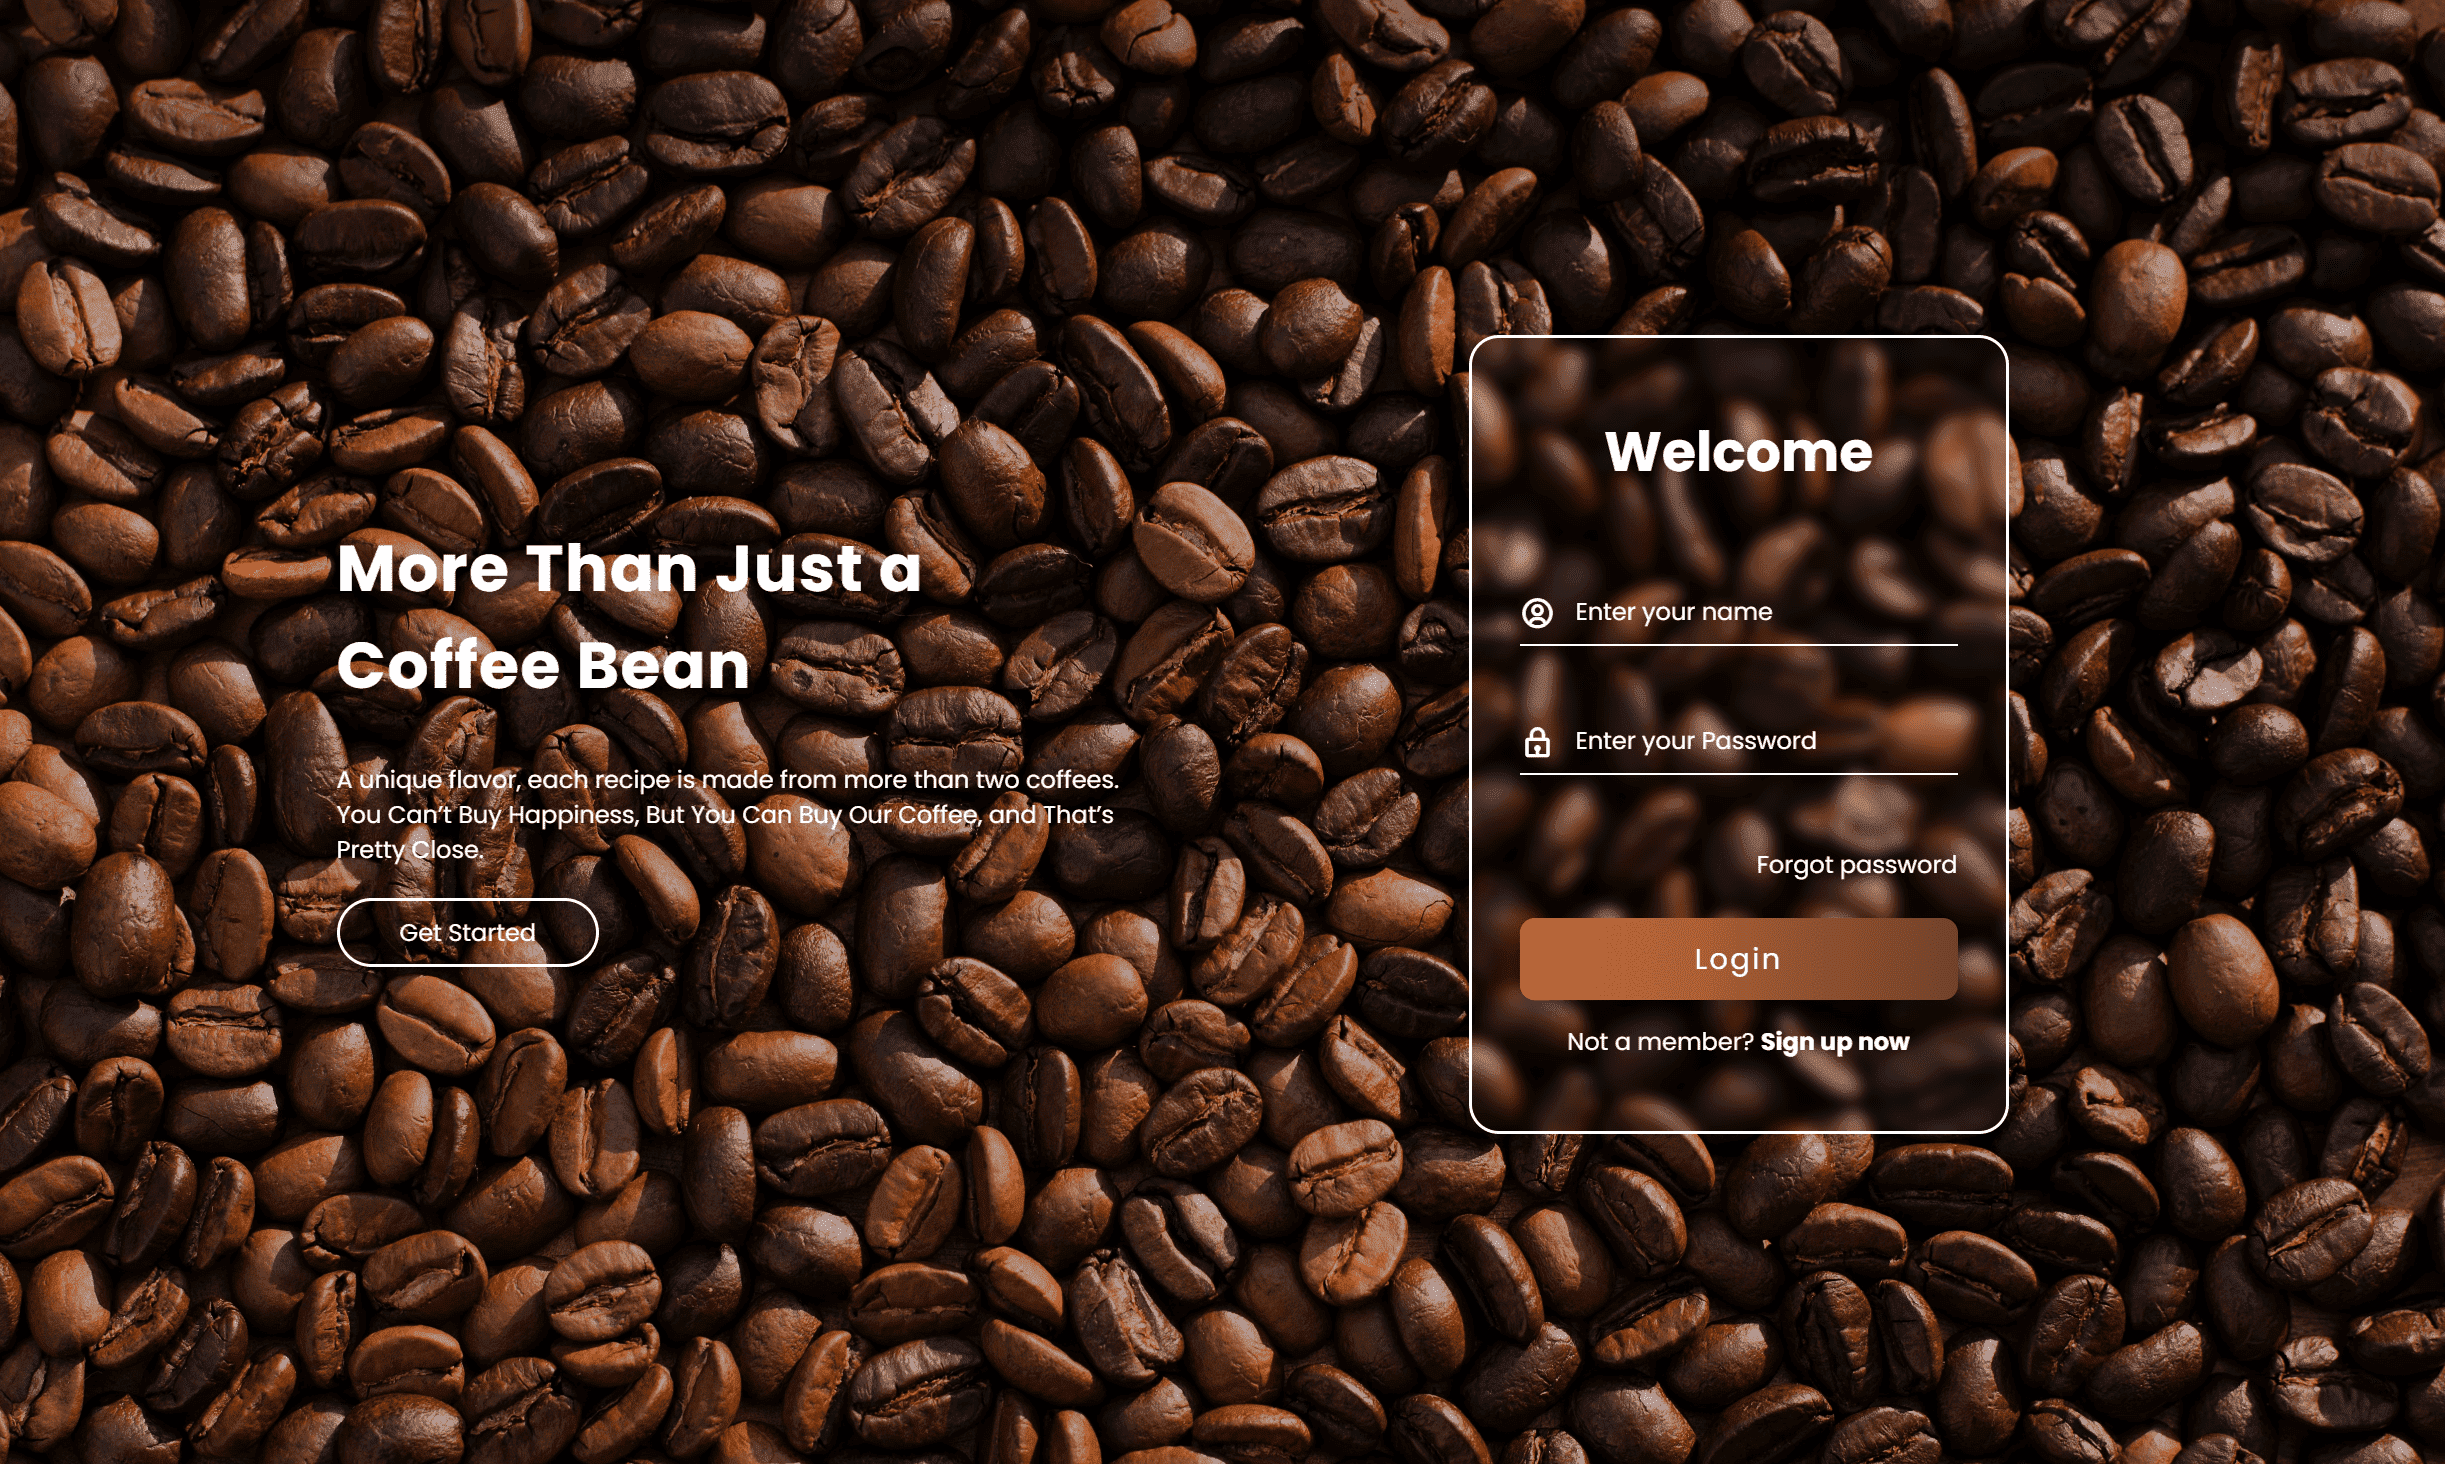 More Than Just a
Coffee Bean
A unique flavor, each recipe is made from more than two coffees.
You Can’t Buy Happiness, But You Can Buy Our Coffee, and That’s
Pretty Close.
Get Started
Welcome
Enter your name
Enter your Password
Forgot password
Login
Not a member? Sign up now